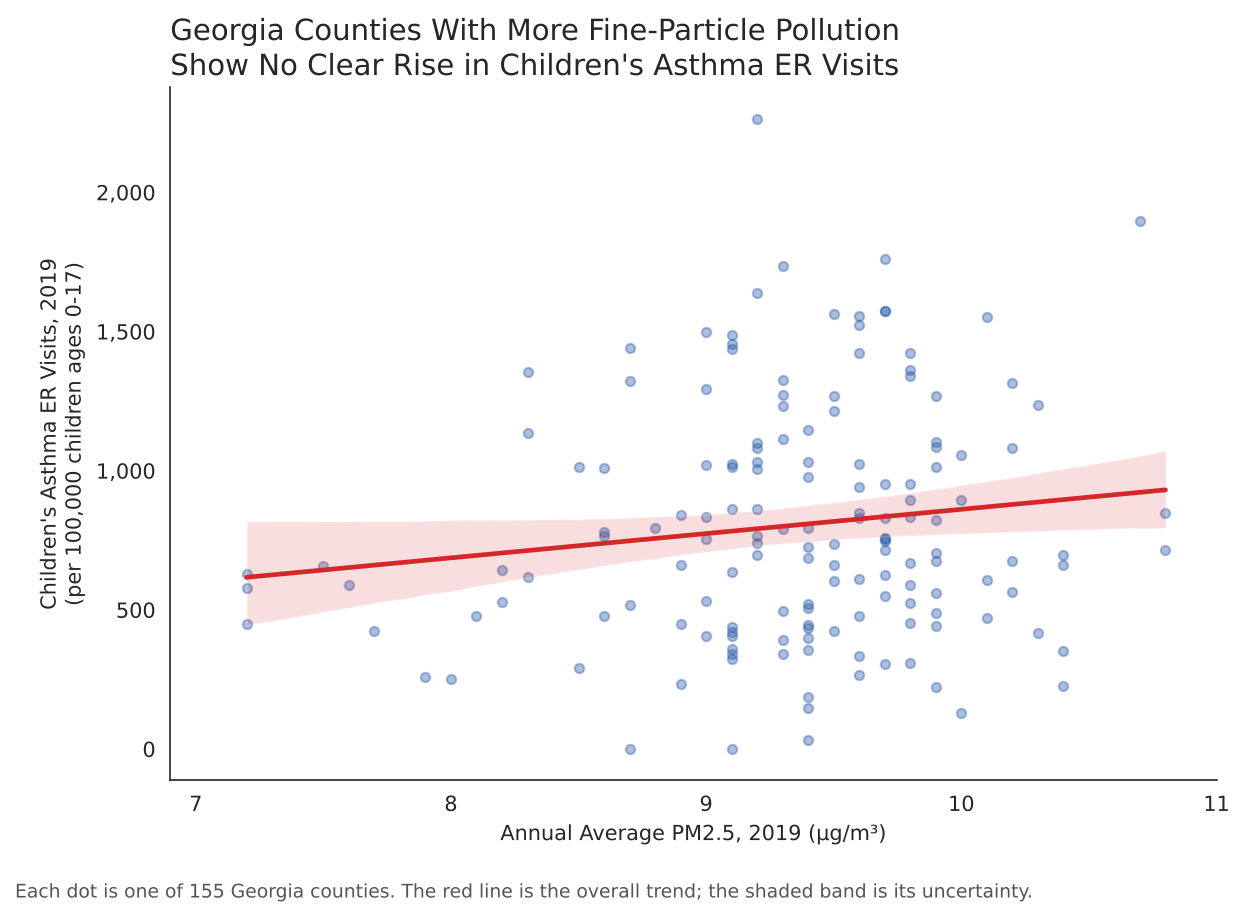 Georgia Counties With More Fine-Particle Pollution
Show No Clear Rise in Children's Asthma ER Visits
Children's Asthma ER Visits, 2019
(per 100,000 children ages 0-17)
2,000
1,500
1,000
500
0
7
8
9
10
11
Annual Average PM2.5, 2019 (µg/m³)
Each dot is one of 155 Georgia counties. The red line is the overall trend; the shaded band is its uncertainty.